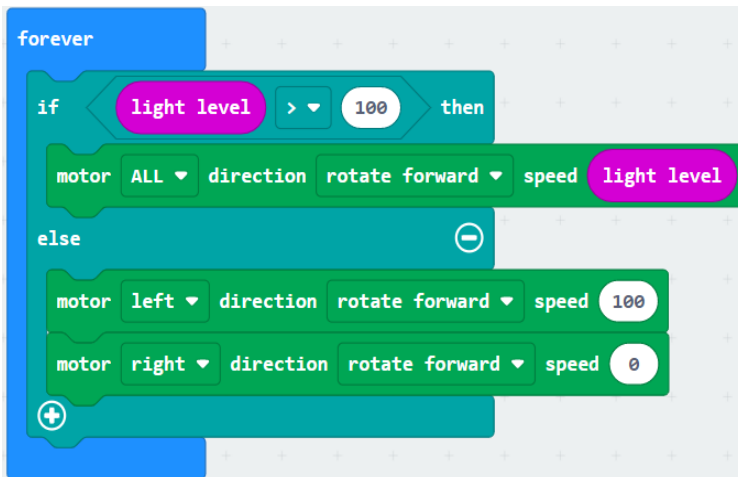 forever
if light level > 100 then
motor ALL direction rotate forward speed light level
else
motor left direction rotate forward speed 100
motor right direction rotate forward speed 0